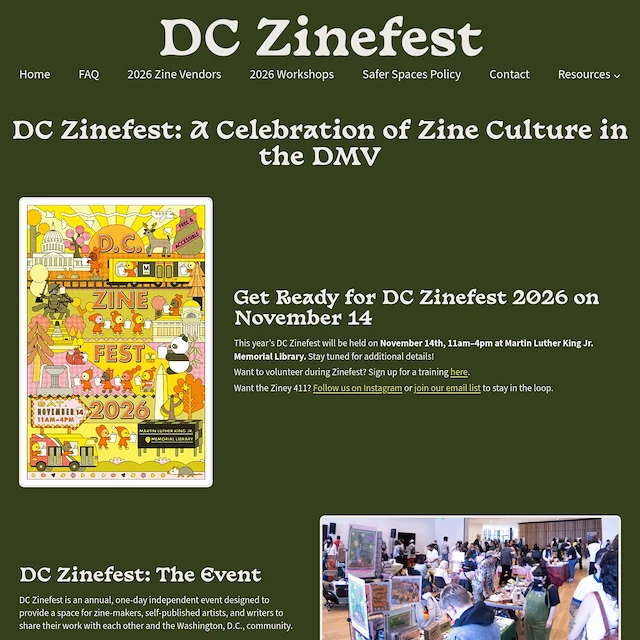 DC Zinefest
Home FAQ 2026 Zine Vendors 2026 Workshops Safer Spaces Policy Contact Resources
DC Zinefest: A Celebration of Zine Culture in
the DMV
FREE &
ACCESSIBLE
D.C.
M
ZINE
FEST
2026
SAT.
NOVEMBER 14
11AM–4PM
MARTIN LUTHER KING JR.
MEMORIAL LIBRARY
Get Ready for DC Zinefest 2026 on
November 14
This year's DC Zinefest will be held on November 14th, 11am–4pm at Martin Luther King Jr.
Memorial Library. Stay tuned for additional details!
Want to volunteer during Zinefest? Sign up for a training here.
Want the Ziney 411? Follow us on Instagram or join our email list to stay in the loop.
DC Zinefest: The Event
DC Zinefest is an annual, one-day independent event designed to
provide a space for zine-makers, self-published artists, and writers to
share their work with each other and the Washington, D.C., community.